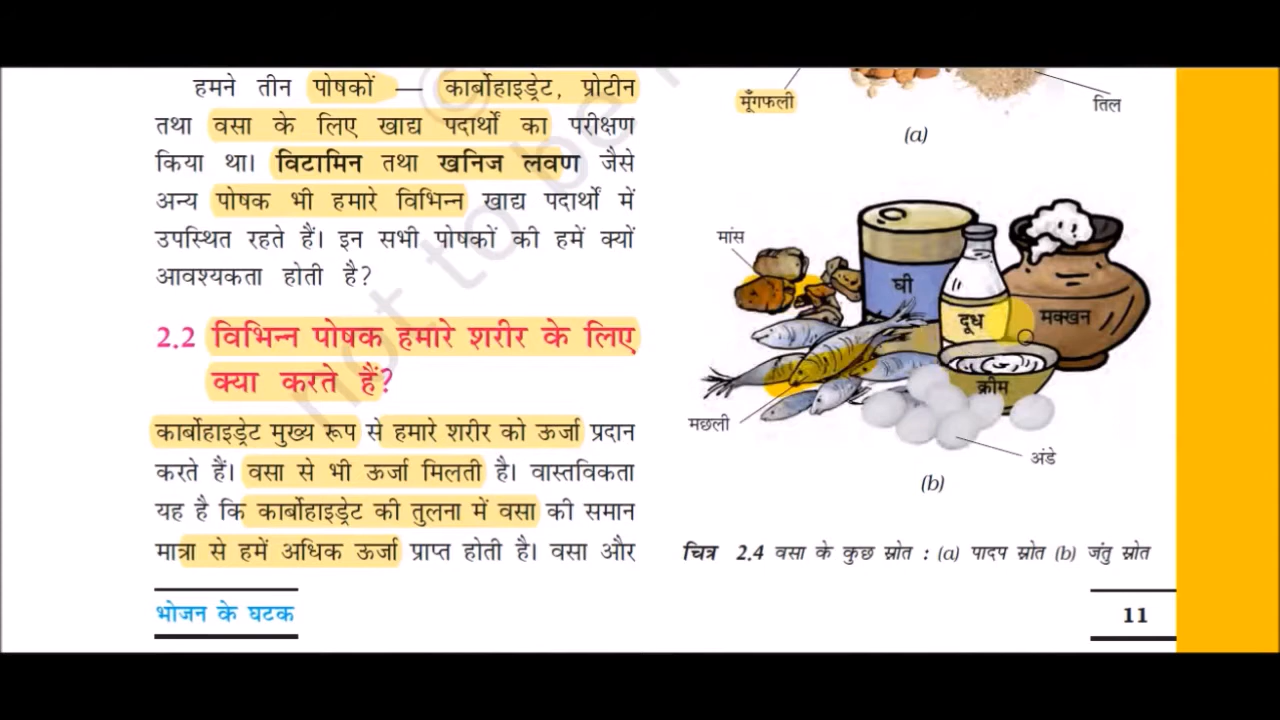 हमने तीन पोषकों — कार्बोहाइड्रेट, प्रोटीन
तथा वसा के लिए खाद्य पदार्थों का परीक्षण
किया था। विटामिन तथा खनिज लवण जैसे
अन्य पोषक भी हमारे विभिन्न खाद्य पदार्थों में
उपस्थित रहते हैं। इन सभी पोषकों की हमें क्यों
आवश्यकता होती है?
2.2 विभिन्न पोषक हमारे शरीर के लिए
क्या करते हैं?
कार्बोहाइड्रेट मुख्य रूप से हमारे शरीर को ऊर्जा प्रदान
करते हैं। वसा से भी ऊर्जा मिलती है। वास्तविकता
यह है कि कार्बोहाइड्रेट की तुलना में वसा की समान
मात्रा से हमें अधिक ऊर्जा प्राप्त होती है। वसा और
मूँगफली
तिल
(a)
मांस
घी
दूध
मक्खन
क्रीम
मछली
अंडे
(b)
चित्र 2.4 वसा के कुछ स्रोत : (a) पादप स्रोत (b) जंतु स्रोत
भोजन के घटक
11
not to be r
©